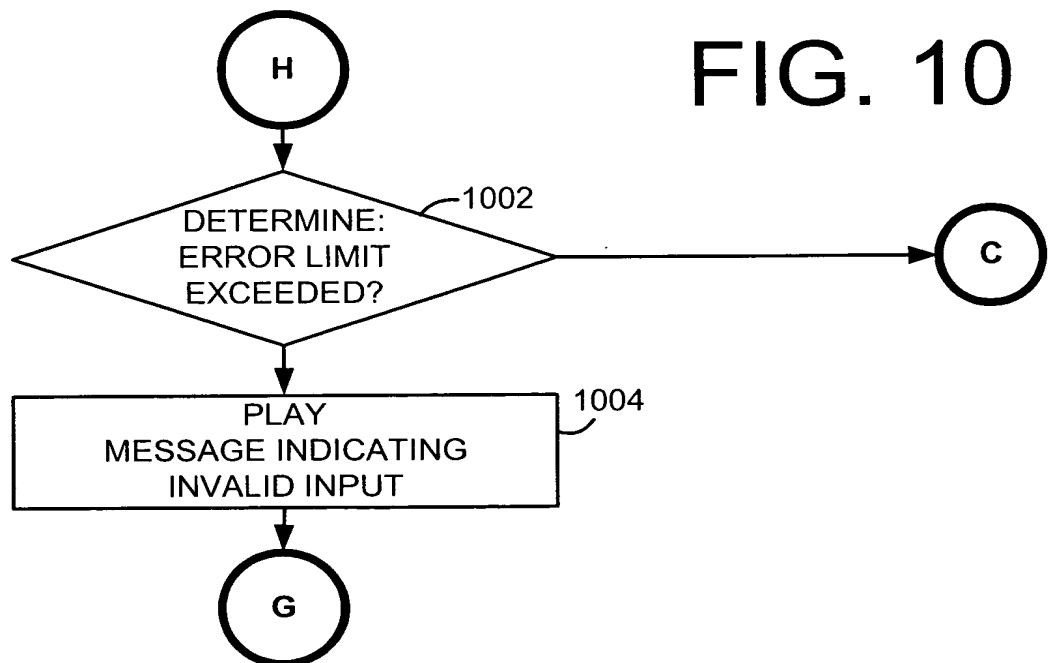 H
FIG. 10
1002
DETERMINE:
ERROR LIMIT
EXCEEDED?
C
1004
PLAY
MESSAGE INDICATING
INVALID INPUT
G